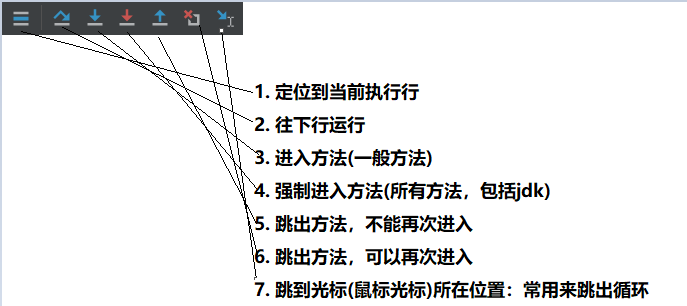 1. 定位到当前执行行
2. 往下行运行
3. 进入方法(一般方法)
4. 强制进入方法(所有方法，包括jdk)
5. 跳出方法，不能再次进入
6. 跳出方法，可以再次进入
7. 跳到光标(鼠标光标)所在位置：常用来跳出循环